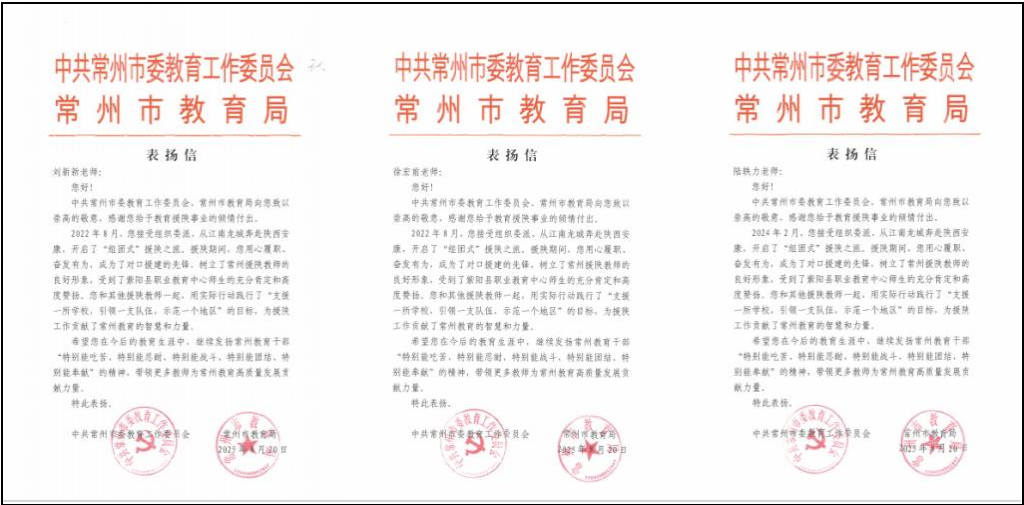 中共常州市委教育工作委员会
常州市教育局
表扬信
刘新新老师:
您好!
中共常州市委教育工作委员会、常州市教育局向您致以
崇高的敬意,感谢您给予教育援陕事业的倾情付出。
2022年8月,您接受组织委派,从江南龙城奔赴陕西安
康,开启了“组团式”援陕之旅。援陕期间,您用心履职、
奋发有为,成为了对口援建的先锋,树立了常州援陕教师的
良好形象,受到了紫阳县职业教育中心师生的充分肯定和高
度赞扬。您和其他援陕教师一起,用实际行动践行了“支援
一所学校,引领一支队伍、示范一个地区”的目标,为援陕
工作贡献了常州教育的智慧和力量。
希望您在今后的教育生涯中,继续发扬常州教育干部
“特别能吃苦、特别能忍耐、特别能战斗、特别能团结、特
别能奉献”的精神,带领更多教师为常州教育高质量发展贡
献力量。
特此表扬。
中共常州市委教育工作委员会 常州市教育局
2025年 月20日
中共常州市委教育工作委员会
常州市教育局
表扬信
徐宏前老师:
您好!
中共常州市委教育工作委员会、常州市教育局向您致以
崇高的敬意,感谢您给予教育援陕事业的倾情付出。
2022年8月,您接受组织委派,从江南龙城奔赴陕西安
康,开启了“组团式”援陕之旅。援陕期间,您用心履职、
奋发有为,成为了对口援建的先锋,树立了常州援陕教师的
良好形象,受到了紫阳县职业教育中心师生的充分肯定和高
度赞扬。您和其他援陕教师一起,用实际行动践行了“支援
一所学校,引领一支队伍、示范一个地区”的目标,为援陕
工作贡献了常州教育的智慧和力量。
希望您在今后的教育生涯中,继续发扬常州教育干部
“特别能吃苦、特别能忍耐、特别能战斗、特别能团结、特
别能奉献”的精神,带领更多教师为常州教育高质量发展贡
献力量。
特此表扬。
中共常州市委教育工作委员会 常州市教育局
2025年 月20日
中共常州市委教育工作委员会
常州市教育局
表扬信
陆轶力老师:
您好!
中共常州市委教育工作委员会、常州市教育局向您致以
崇高的敬意,感谢您给予教育援陕事业的倾情付出。
2024年2月,您接受组织委派,从江南龙城奔赴陕西安
康,开启了“组团式”援陕之旅。援陕期间,您用心履职、
奋发有为,成为了对口援建的先锋,树立了常州援陕教师的
良好形象,受到了紫阳县职业教育中心师生的充分肯定和高
度赞扬。您和其他援陕教师一起,用实际行动践行了“支援
一所学校,引领一支队伍、示范一个地区”的目标,为援陕
工作贡献了常州教育的智慧和力量。
希望您在今后的教育生涯中,继续发扬常州教育干部
“特别能吃苦、特别能忍耐、特别能战斗、特别能团结、特
别能奉献”的精神,带领更多教师为常州教育高质量发展贡
献力量。
特此表扬。
中共常州市委教育工作委员会 常州市教育局
2025年 月20日